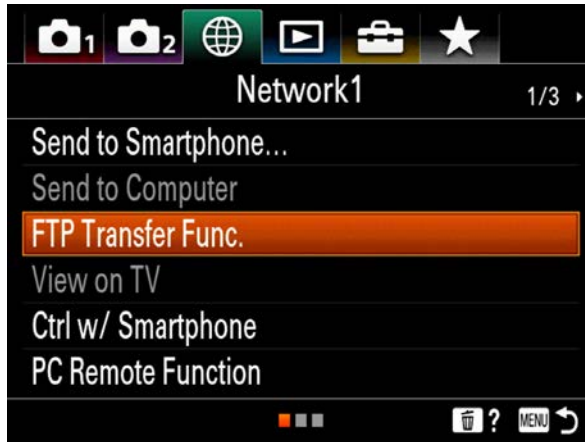 1 2
Network1 1/3
Send to Smartphone...
Send to Computer
FTP Transfer Func.
View on TV
Ctrl w/ Smartphone
PC Remote Function
? MENU